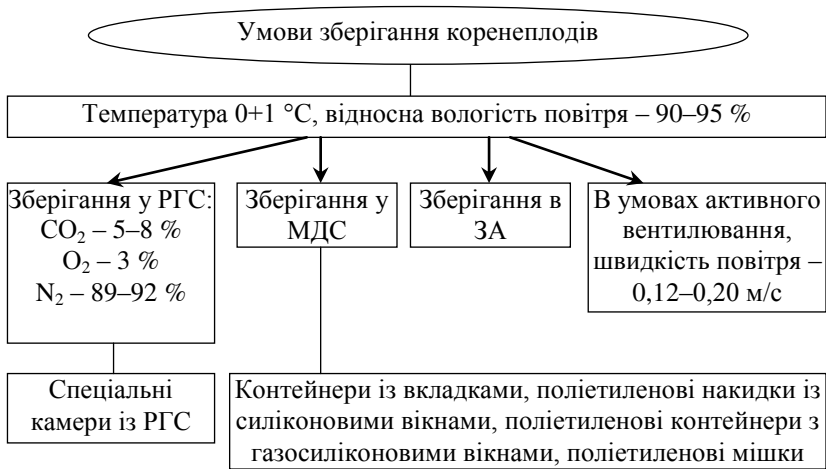 Умови зберігання коренеплодів
Температура 0+1 °С, відносна вологість повітря – 90–95 %
Зберігання у РГС:
CO₂ – 5–8 %
O₂ – 3 %
N₂ – 89–92 %
Зберігання у
МДС
Зберігання в
ЗА
В умовах активного
вентилювання,
швидкість повітря –
0,12–0,20 м/с
Спеціальні
камери із РГС
Контейнери із вкладками, поліетиленові накидки із
силіконовими вікнами, поліетиленові контейнери з
газосиліконовими вікнами, поліетиленові мішки